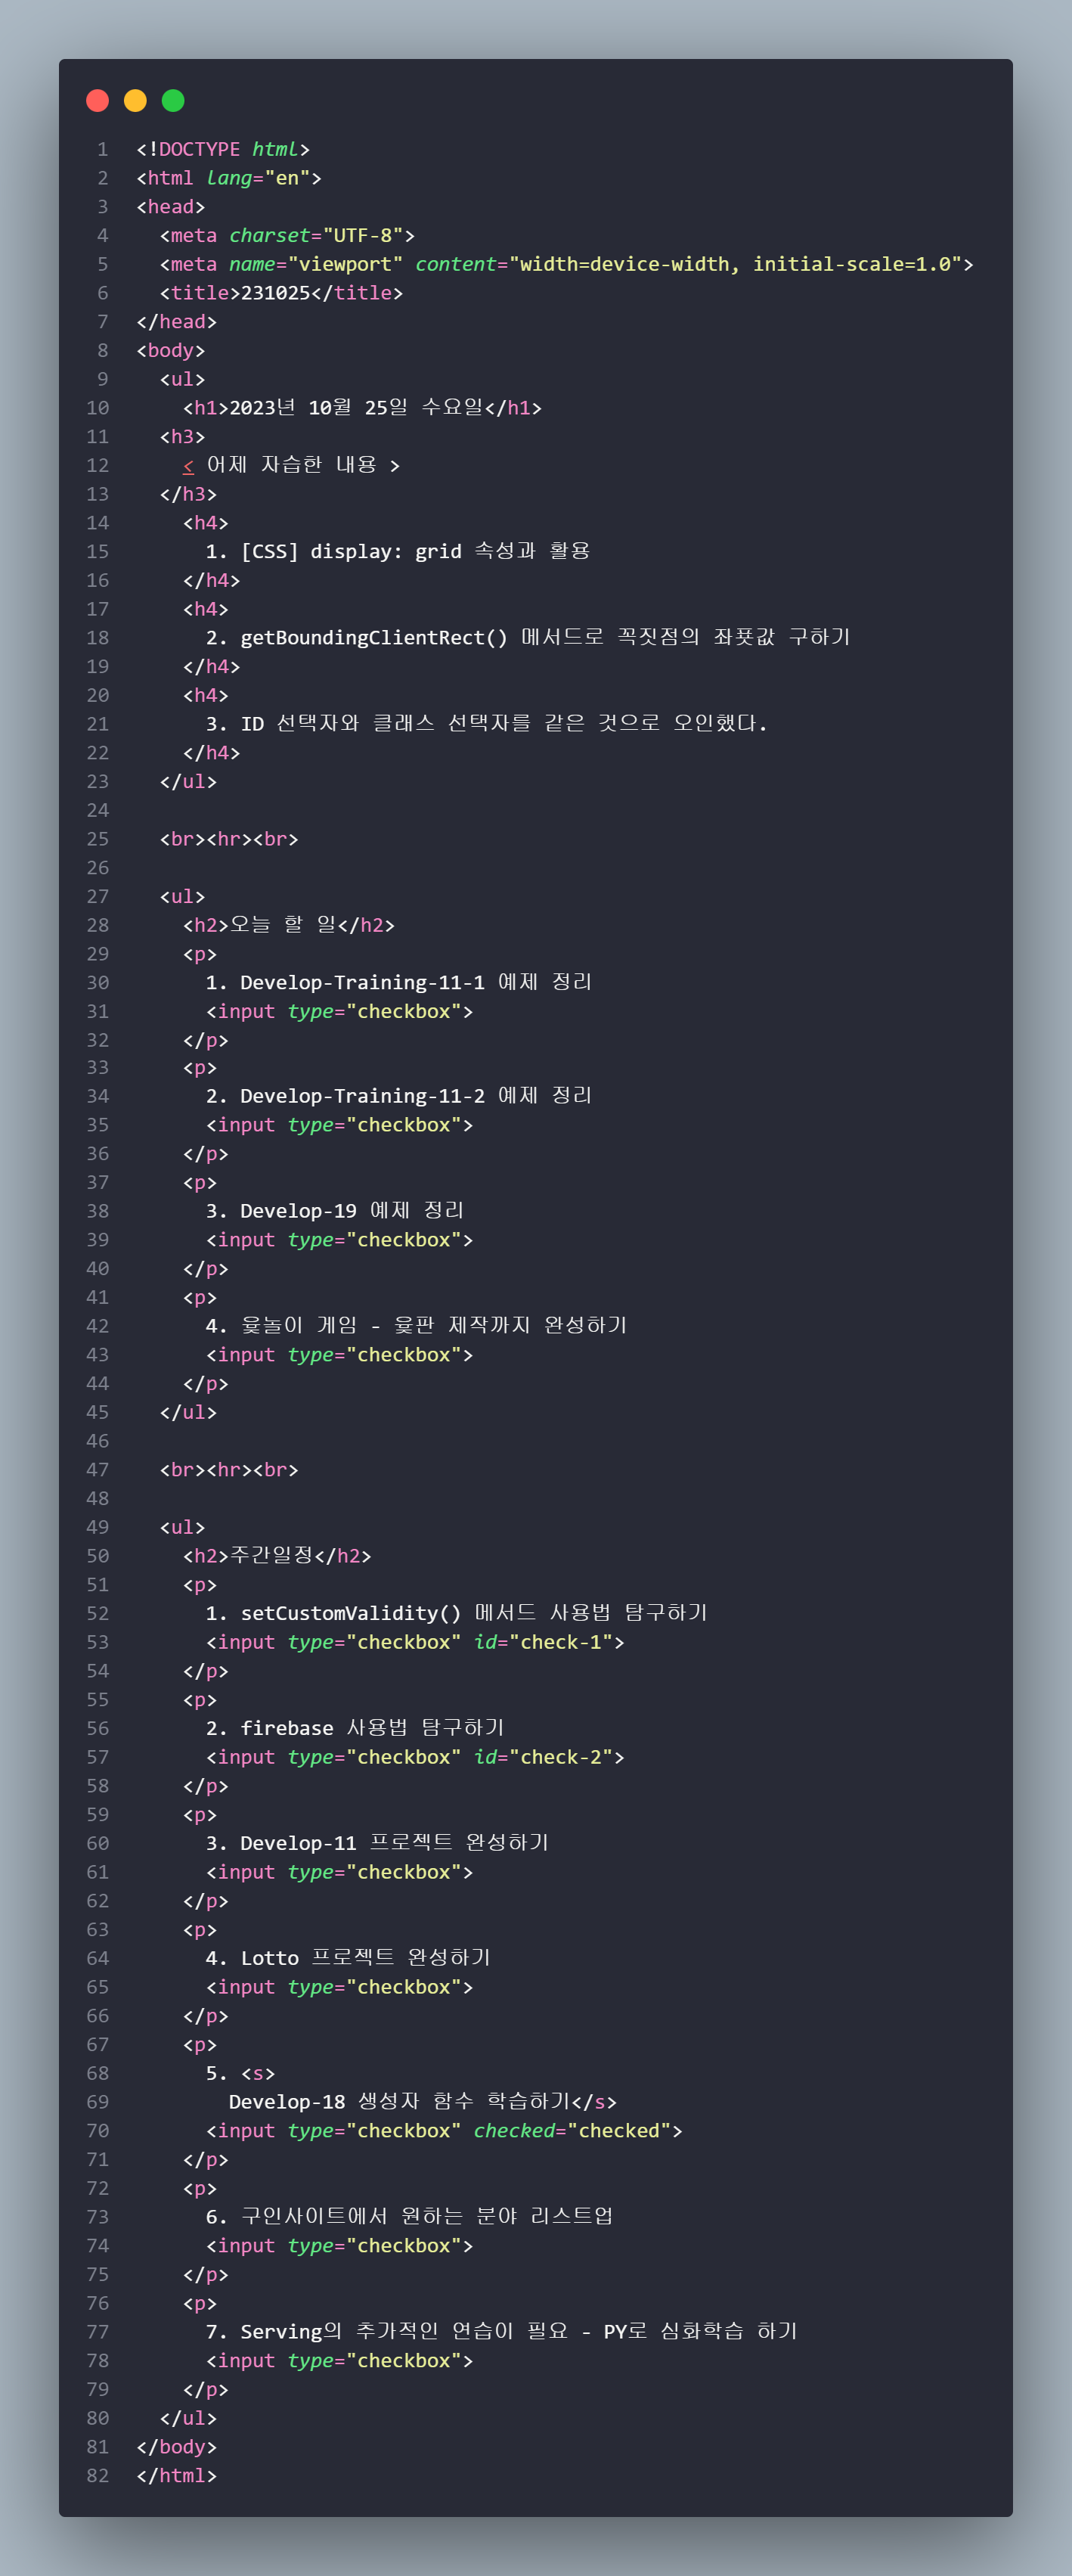 1 <!DOCTYPE html>
2 <html lang="en">
3 <head>
4   <meta charset="UTF-8">
5   <meta name="viewport" content="width=device-width, initial-scale=1.0">
6   <title>231025</title>
7 </head>
8 <body>
9   <ul>
10     <h1>2023년 10월 25일 수요일</h1>
11   <h3>
12     < 어제 자습한 내용 >
13   </h3>
14     <h4>
15       1. [CSS] display: grid 속성과 활용
16     </h4>
17     <h4>
18       2. getBoundingClientRect() 메서드로 꼭짓점의 좌푯값 구하기
19     </h4>
20     <h4>
21       3. ID 선택자와 클래스 선택자를 같은 것으로 오인했다.
22     </h4>
23   </ul>
24
25   <br><hr><br>
26
27   <ul>
28     <h2>오늘 할 일</h2>
29     <p>
30       1. Develop-Training-11-1 예제 정리
31       <input type="checkbox">
32     </p>
33     <p>
34       2. Develop-Training-11-2 예제 정리
35       <input type="checkbox">
36     </p>
37     <p>
38       3. Develop-19 예제 정리
39       <input type="checkbox">
40     </p>
41     <p>
42       4. 윷놀이 게임 - 윷판 제작까지 완성하기
43       <input type="checkbox">
44     </p>
45   </ul>
46
47   <br><hr><br>
48
49   <ul>
50     <h2>주간일정</h2>
51     <p>
52       1. setCustomValidity() 메서드 사용법 탐구하기
53       <input type="checkbox" id="check-1">
54     </p>
55     <p>
56       2. firebase 사용법 탐구하기
57       <input type="checkbox" id="check-2">
58     </p>
59     <p>
60       3. Develop-11 프로젝트 완성하기
61       <input type="checkbox">
62     </p>
63     <p>
64       4. Lotto 프로젝트 완성하기
65       <input type="checkbox">
66     </p>
67     <p>
68       5. <s>
69         Develop-18 생성자 함수 학습하기</s>
70       <input type="checkbox" checked="checked">
71     </p>
72     <p>
73       6. 구인사이트에서 원하는 분야 리스트업
74       <input type="checkbox">
75     </p>
76     <p>
77       7. Serving의 추가적인 연습이 필요 - PY로 심화학습 하기
78       <input type="checkbox">
79     </p>
80   </ul>
81 </body>
82 </html>